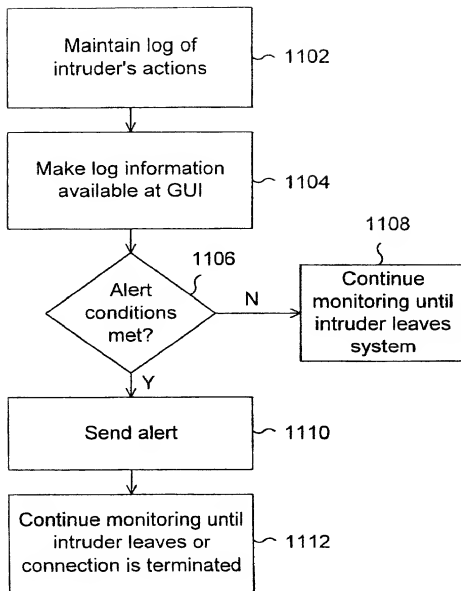 Maintain log of
intruder's actions
1102
Make log information
available at GUI
1104
1106
Alert
conditions
met?
N
1108
Continue
monitoring until
intruder leaves
system
Y
Send alert
1110
Continue monitoring until
intruder leaves or
connection is terminated
1112